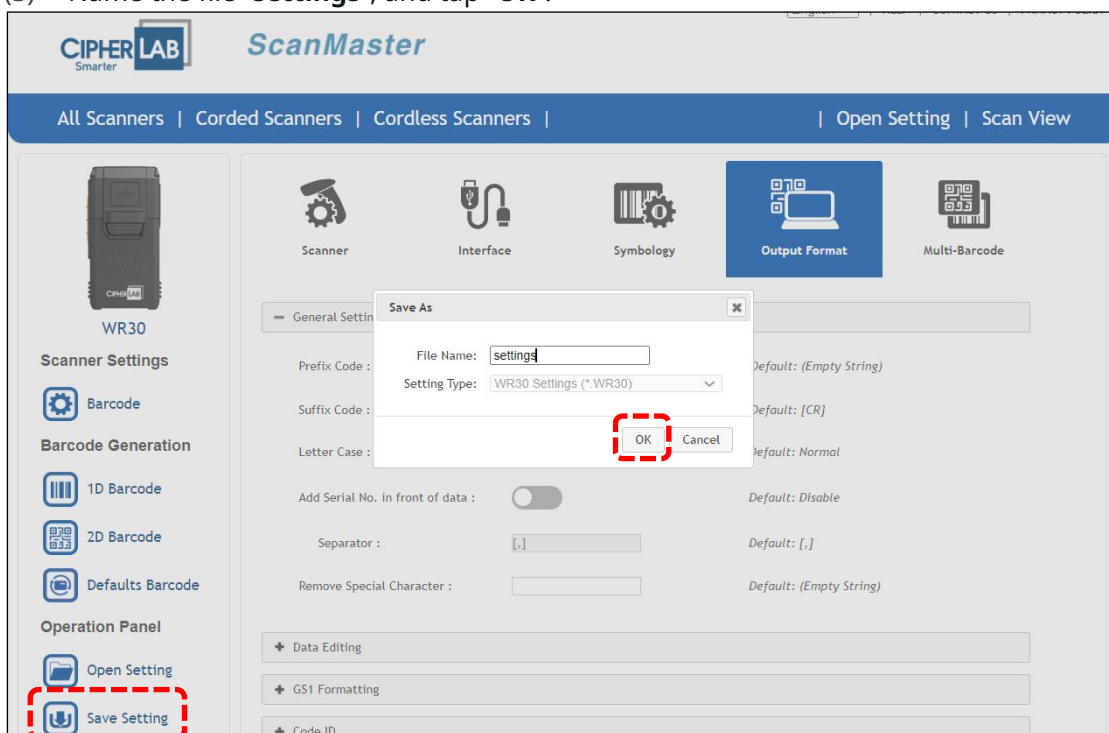 Name the file "settings", and tap "OK".
CIPHERLAB
Smarter
ScanMaster
All Scanners | Corded Scanners | Cordless Scanners |
| Open Setting | Scan View
Scanner
Interface
Symbology
Output Format
Multi-Barcode
CIPHERLAB
WR30
Scanner Settings
Barcode
Barcode Generation
1D Barcode
2D Barcode
Defaults Barcode
Operation Panel
Open Setting
Save Setting
General Settin
Prefix Code :
Default: (Empty String)
Suffix Code :
Default: [CR]
Letter Case :
Default: Normal
Add Serial No. in front of data :
Default: Disable
Separator :
[,]
Default: [,]
Remove Special Character :
Default: (Empty String)
Data Editing
GS1 Formatting
Code ID
Save As
File Name:
settings
Setting Type:
WR30 Settings (*.WR30)
OK
Cancel